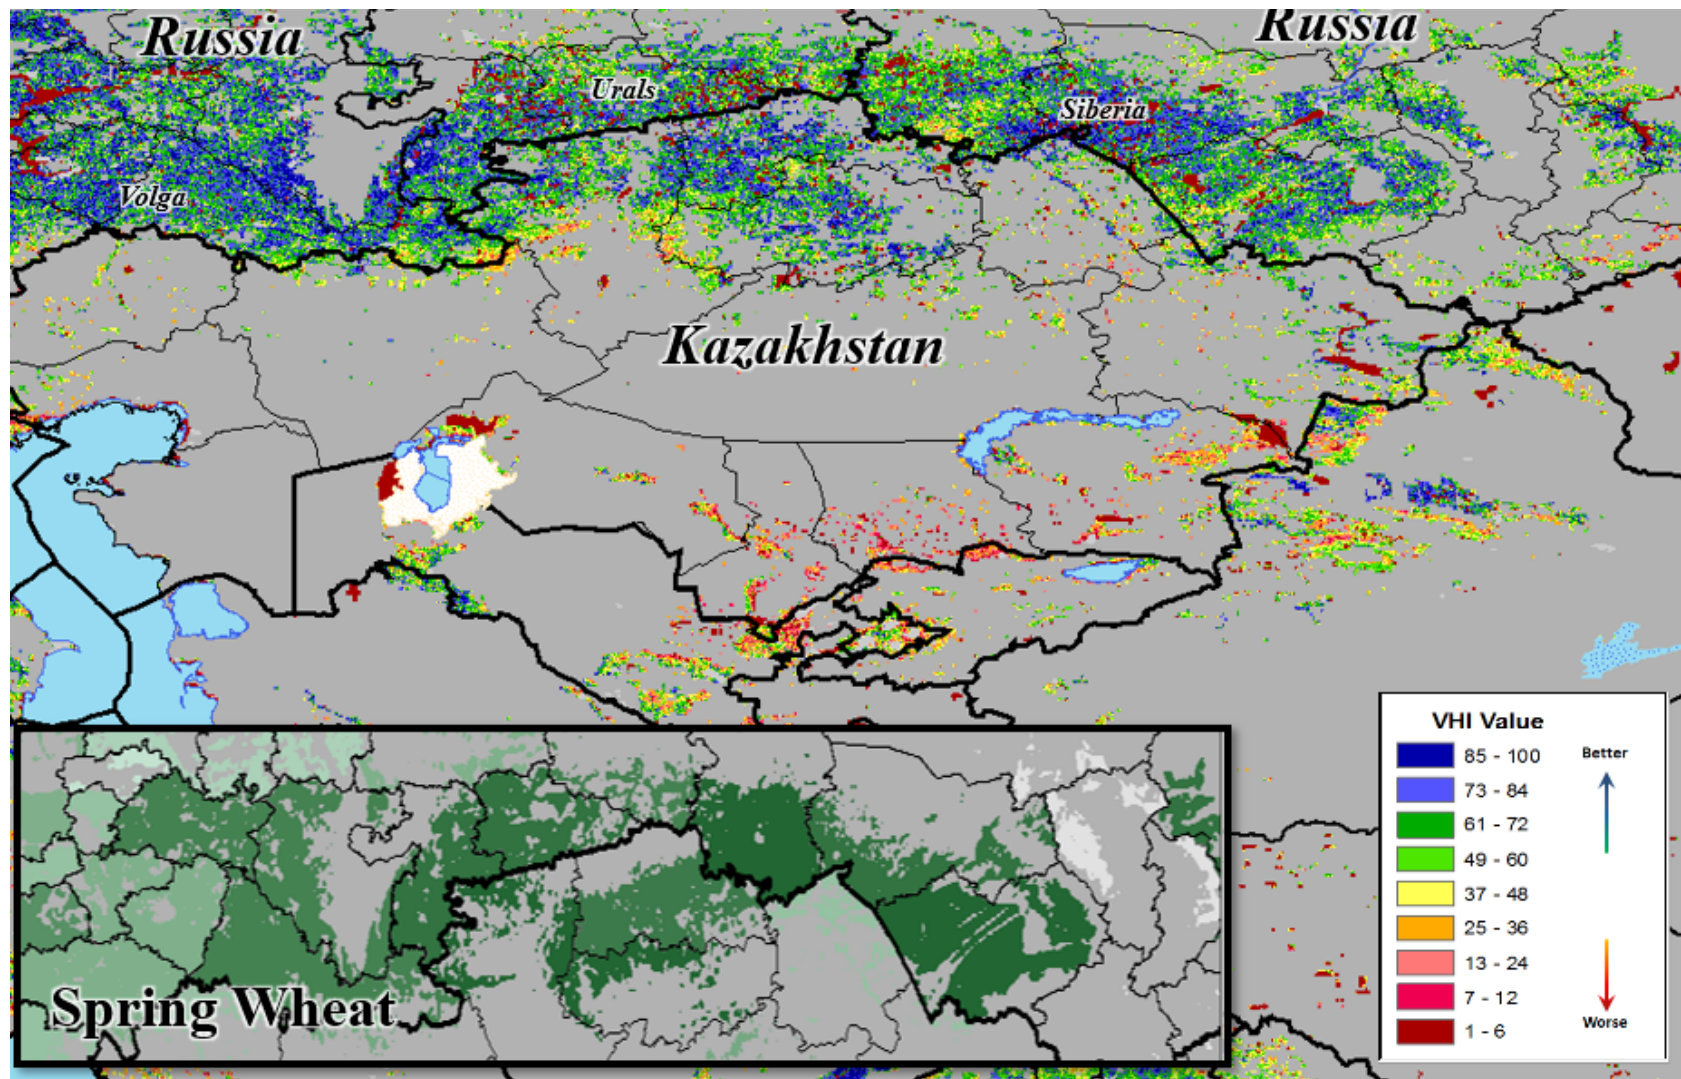 Russia
Russia
Urals
Siberia
Volga
Kazakhstan
Spring Wheat
VHI Value
85 - 100
Better
73 - 84
61 - 72
49 - 60
37 - 48
25 - 36
13 - 24
7 - 12
Worse
1 - 6